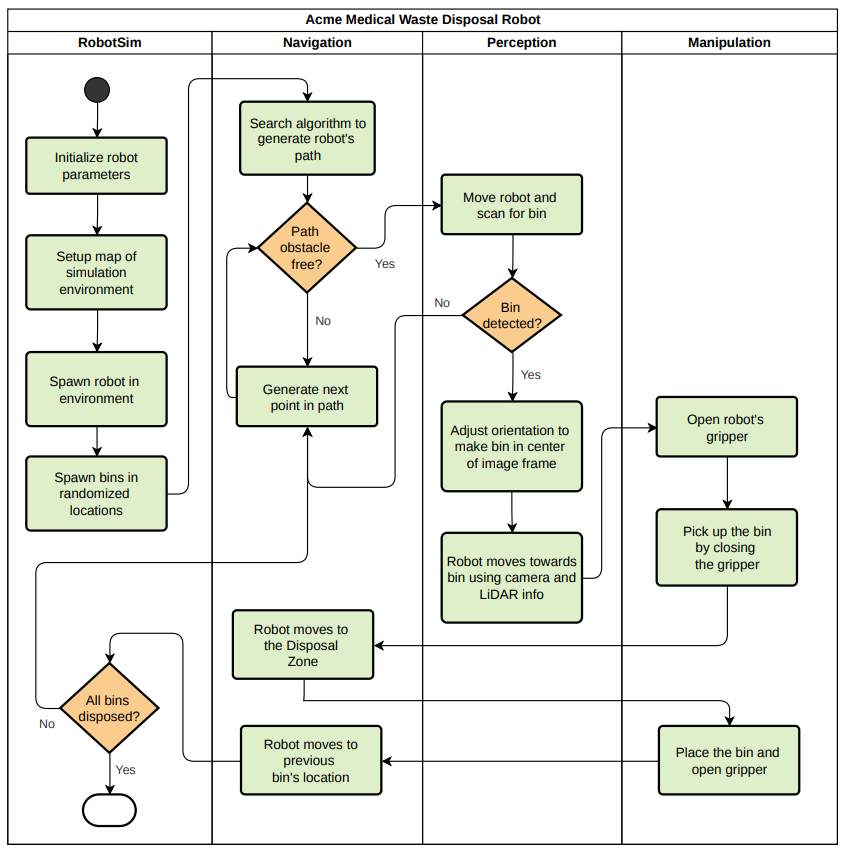 Acme Medical Waste Disposal Robot
RobotSim
Navigation
Perception
Manipulation
Initialize robot
parameters
Setup map of
simulation
environment
Spawn robot in
environment
Spawn bins in
randomized
locations
All bins
disposed?
No
Yes
Search algorithm to
generate robot's
path
Path
obstacle
free?
Yes
No
Generate next
point in path
Robot moves to
the Disposal
Zone
Robot moves to
previous
bin's location
Move robot and
scan for bin
Bin
detected?
No
Yes
Adjust orientation to
make bin in center
of image frame
Robot moves towards
bin using camera and
LiDAR info
Open robot's
gripper
Pick up the bin
by closing
the gripper
Place the bin and
open gripper